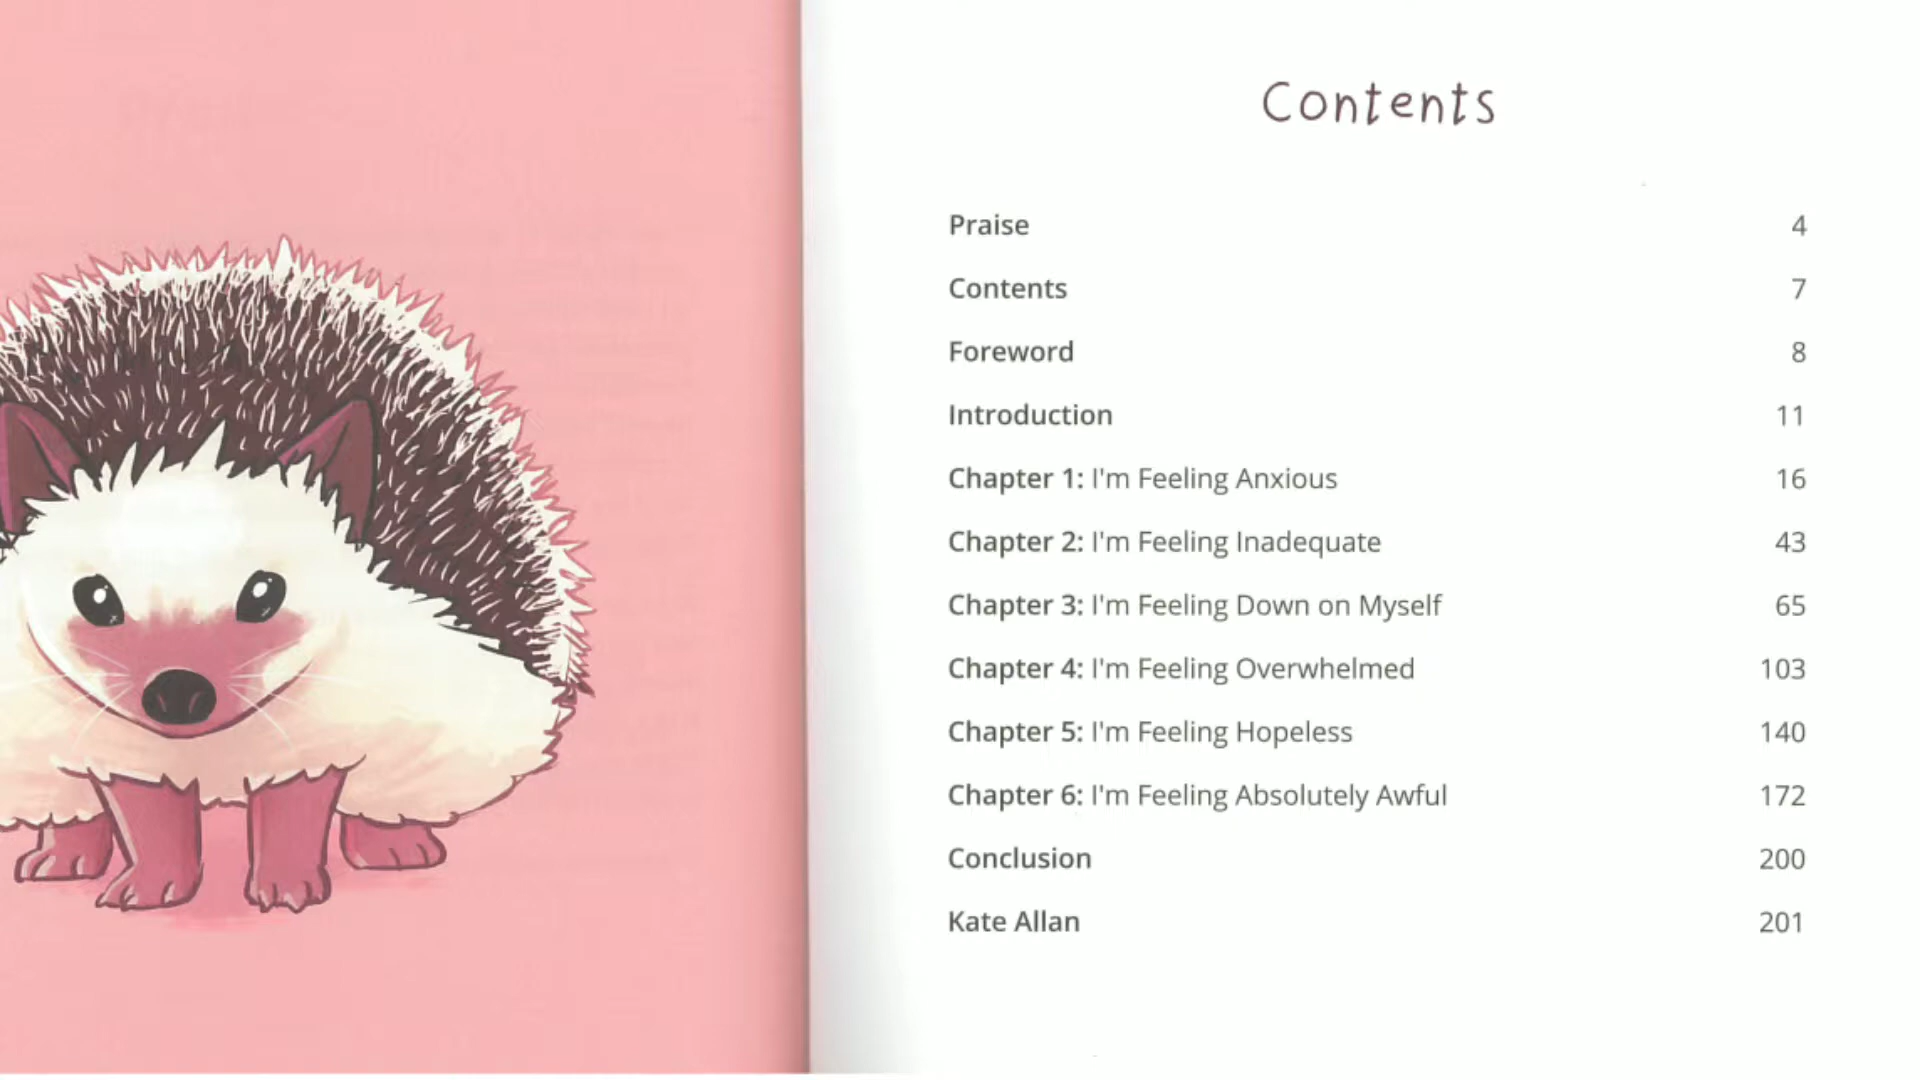 Contents
Praise 4
Contents 7
Foreword 8
Introduction 11
Chapter 1: I'm Feeling Anxious 16
Chapter 2: I'm Feeling Inadequate 43
Chapter 3: I'm Feeling Down on Myself 65
Chapter 4: I'm Feeling Overwhelmed 103
Chapter 5: I'm Feeling Hopeless 140
Chapter 6: I'm Feeling Absolutely Awful 172
Conclusion 200
Kate Allan 201